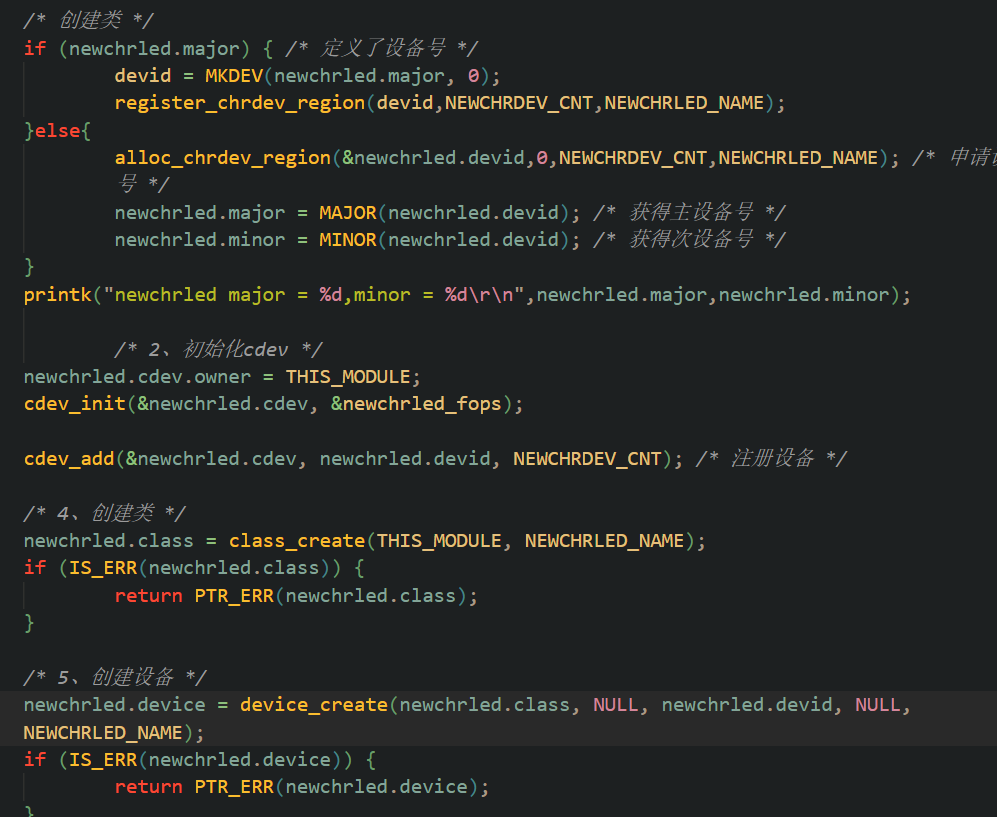 /* 创建类 */
if (newchrled.major) { /* 定义了设备号 */
devid = MKDEV(newchrled.major, 0);
register_chrdev_region(devid,NEWCHRDEV_CNT,NEWCHRLED_NAME);
}else{
alloc_chrdev_region(&newchrled.devid,0,NEWCHRDEV_CNT,NEWCHRLED_NAME); /* 申请
号 */
newchrled.major = MAJOR(newchrled.devid); /* 获得主设备号 */
newchrled.minor = MINOR(newchrled.devid); /* 获得次设备号 */
}
printk("newchrled major = %d,minor = %d\r\n",newchrled.major,newchrled.minor);
/* 2、初始化cdev */
newchrled.cdev.owner = THIS_MODULE;
cdev_init(&newchrled.cdev, &newchrled_fops);
cdev_add(&newchrled.cdev, newchrled.devid, NEWCHRDEV_CNT); /* 注册设备 */
/* 4、创建类 */
newchrled.class = class_create(THIS_MODULE, NEWCHRLED_NAME);
if (IS_ERR(newchrled.class)) {
return PTR_ERR(newchrled.class);
}
/* 5、创建设备 */
newchrled.device = device_create(newchrled.class, NULL, newchrled.devid, NULL,
NEWCHRLED_NAME);
if (IS_ERR(newchrled.device)) {
return PTR_ERR(newchrled.device);
}